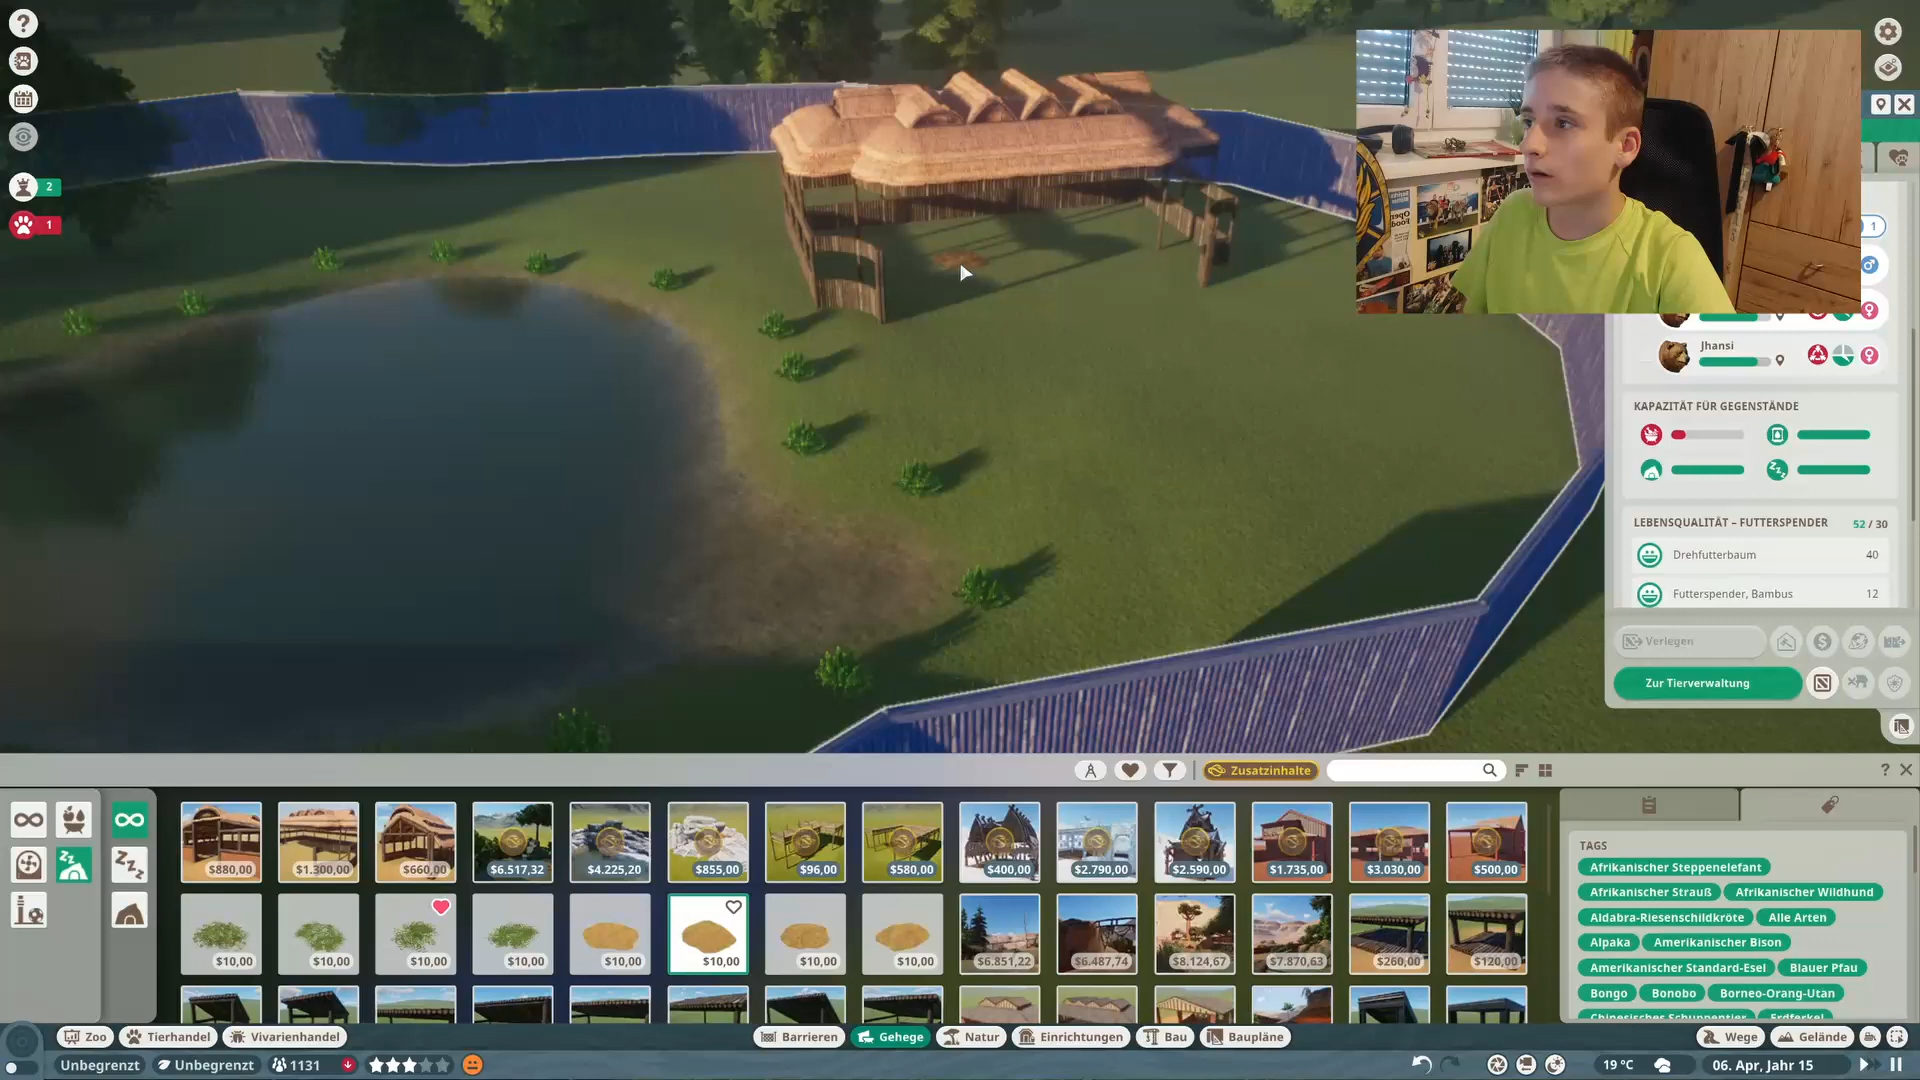 ?
2
1
1
Jhansi
KAPAZITÄT FÜR GEGENSTÄNDE
LEBENSQUALITÄT – FUTTERSPENDER 52 / 30
Drehfutterbaum 40
Futterspender, Bambus 12
Verlegen
Zur Tierverwaltung
Zusatzinhalte
?
$880,00 $1.300,00 $660,00 $6.517,32 $4.225,20 $855,00 $96,00 $580,00 $400,00 $2.790,00 $2.590,00 $1.735,00 $3.030,00 $500,00
$10,00 $10,00 $10,00 $10,00 $10,00 $10,00 $10,00 $10,00 $6.851,22 $6.487,74 $8.124,67 $7.870,63 $260,00 $120,00
TAGS
Afrikanischer Steppenelefant
Afrikanischer Strauß Afrikanischer Wildhund
Aldabra-Riesenschildkröte Alle Arten
Alpaka Amerikanischer Bison
Amerikanischer Standard-Esel Blauer Pfau
Bongo Bonobo Borneo-Orang-Utan
Chinesisches Schuppentier Erdferkel
Zoo Tierhandel Vivarienhandel Barrieren Gehege Natur Einrichtungen Bau Baupläne Wege Gelände
Unbegrenzt Unbegrenzt 1131 19 °C 06. Apr, Jahr 15